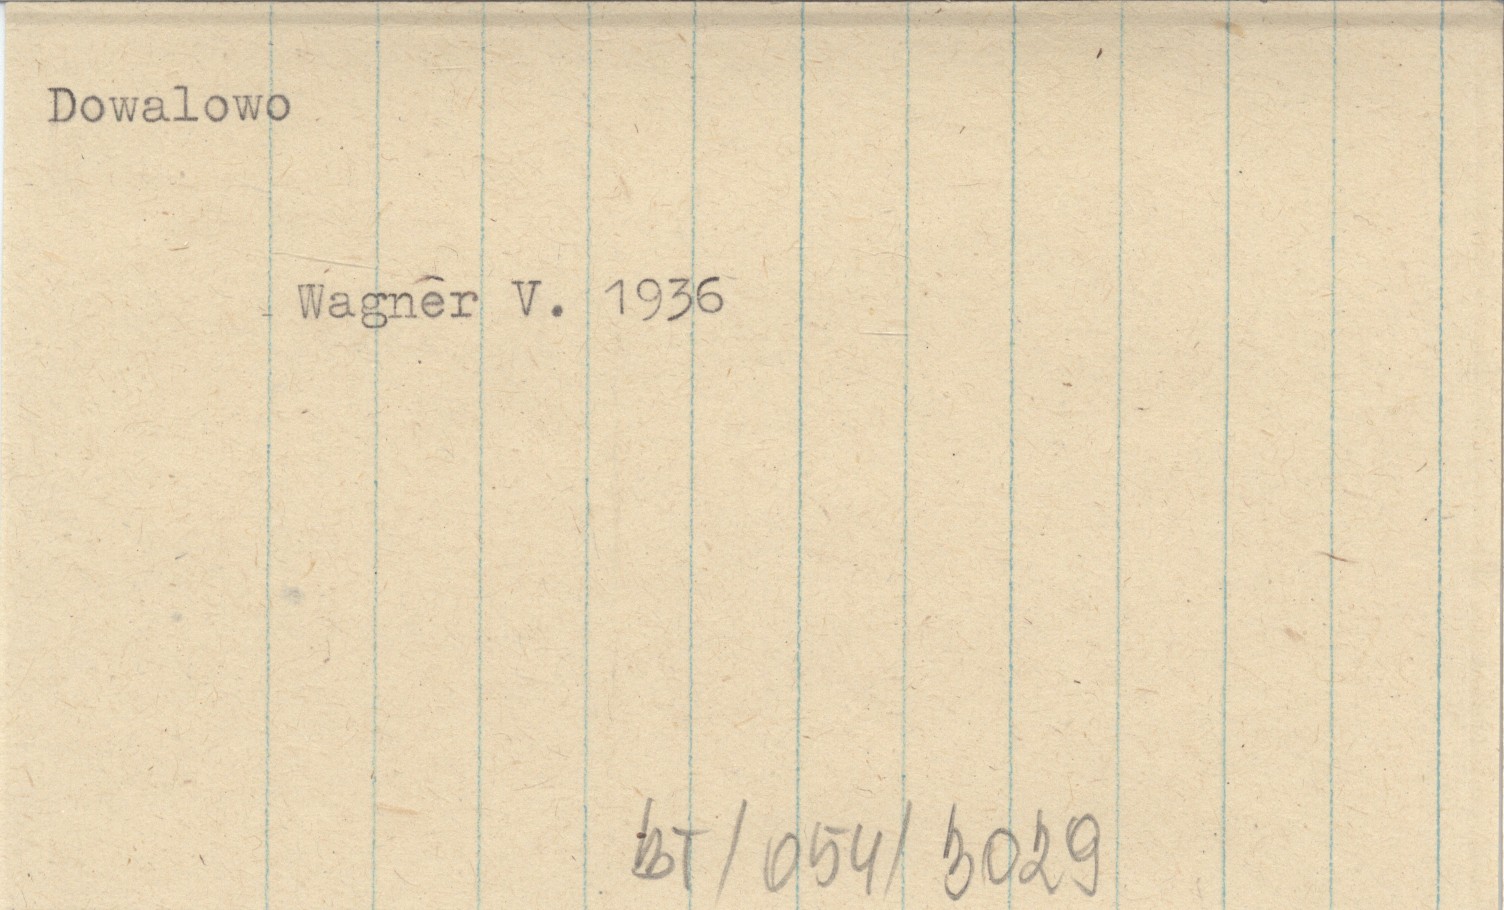 Dowalowo
Wagnêr V. 1936
BT/054/3029